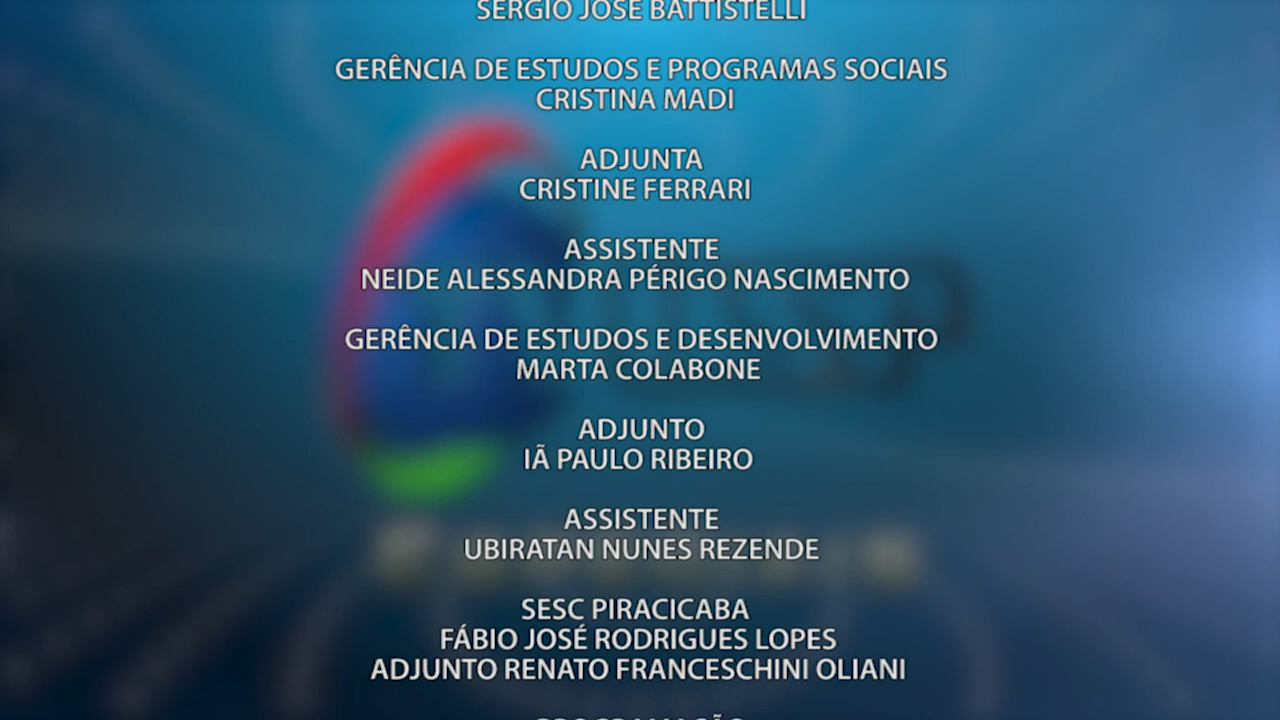 SERGIO JOSÉ BATTISTELLI
GERÊNCIA DE ESTUDOS E PROGRAMAS SOCIAIS
CRISTINA MADI
ADJUNTA
CRISTINE FERRARI
ASSISTENTE
NEIDE ALESSANDRA PÉRIGO NASCIMENTO
GERÊNCIA DE ESTUDOS E DESENVOLVIMENTO
MARTA COLABONE
ADJUNTO
IÃ PAULO RIBEIRO
ASSISTENTE
UBIRATAN NUNES REZENDE
SESC PIRACICABA
FÁBIO JOSÉ RODRIGUES LOPES
ADJUNTO RENATO FRANCESCHINI OLIANI